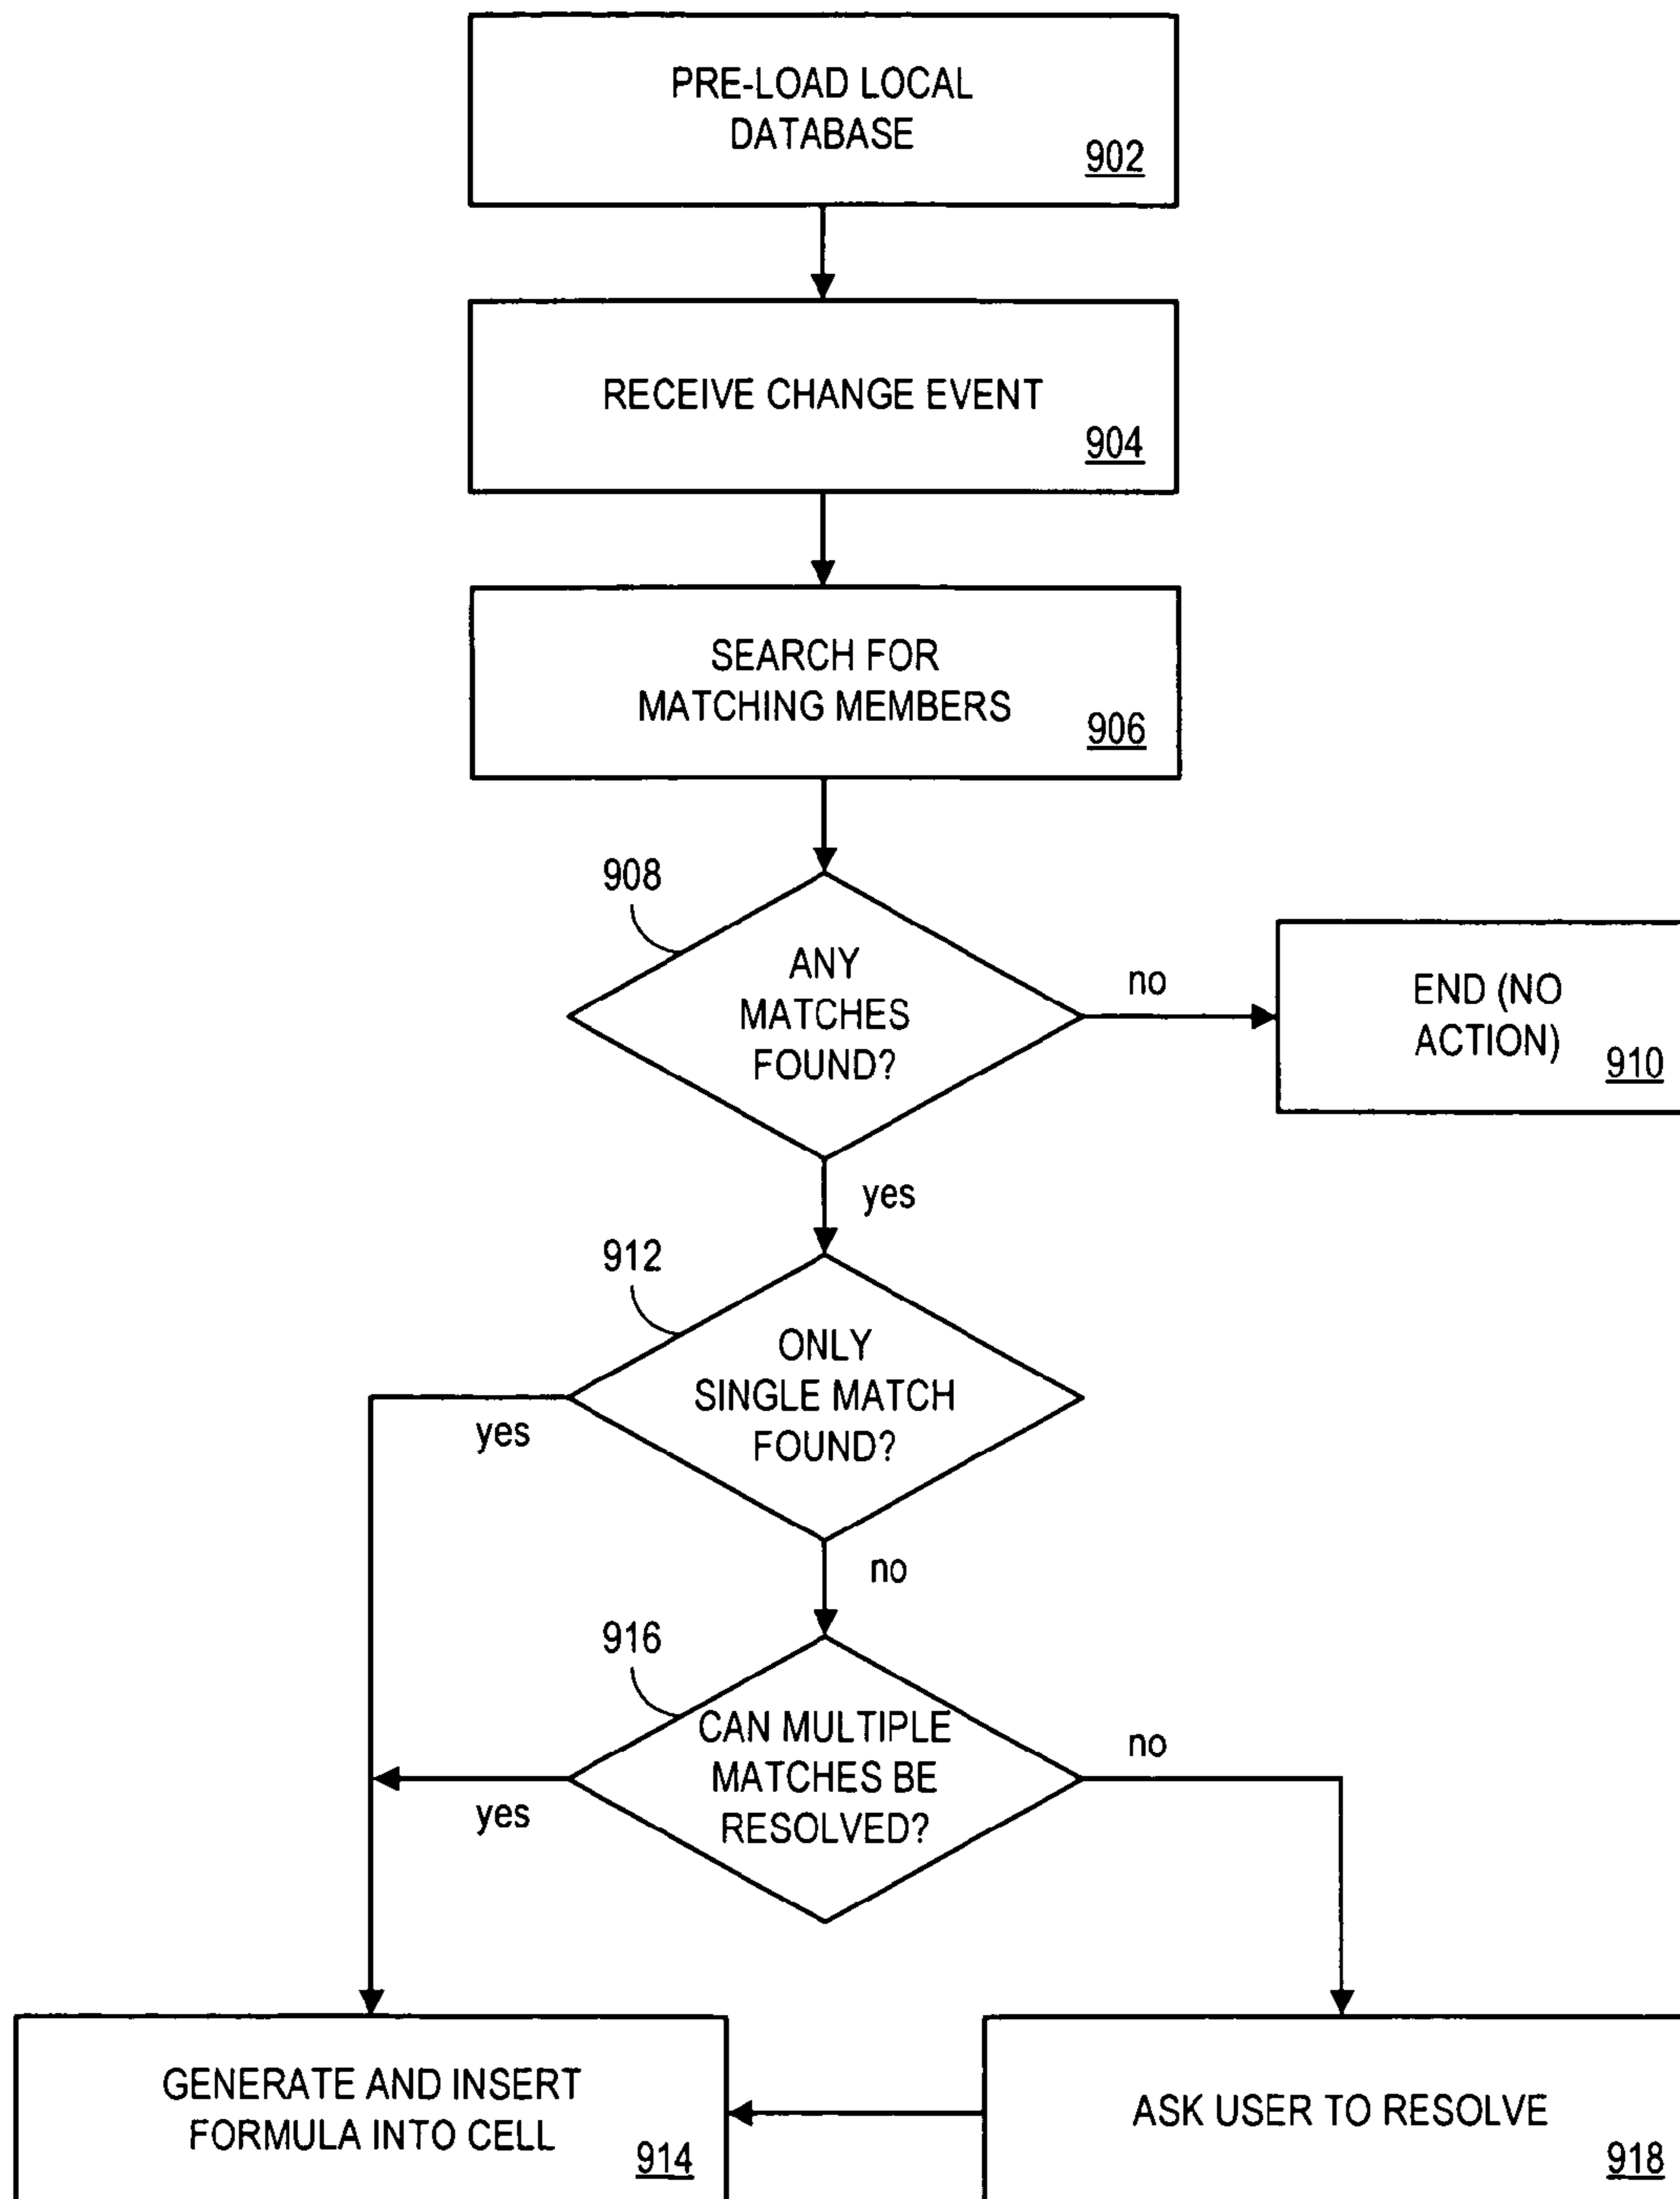 PRE-LOAD LOCAL
DATABASE
902
RECEIVE CHANGE EVENT
904
SEARCH FOR
MATCHING MEMBERS
906
908
ANY
MATCHES
FOUND?
no
END (NO
ACTION)
910
yes
912
ONLY
SINGLE MATCH
FOUND?
yes
no
916
CAN MULTIPLE
MATCHES BE
RESOLVED?
no
yes
GENERATE AND INSERT
FORMULA INTO CELL
914
ASK USER TO RESOLVE
918